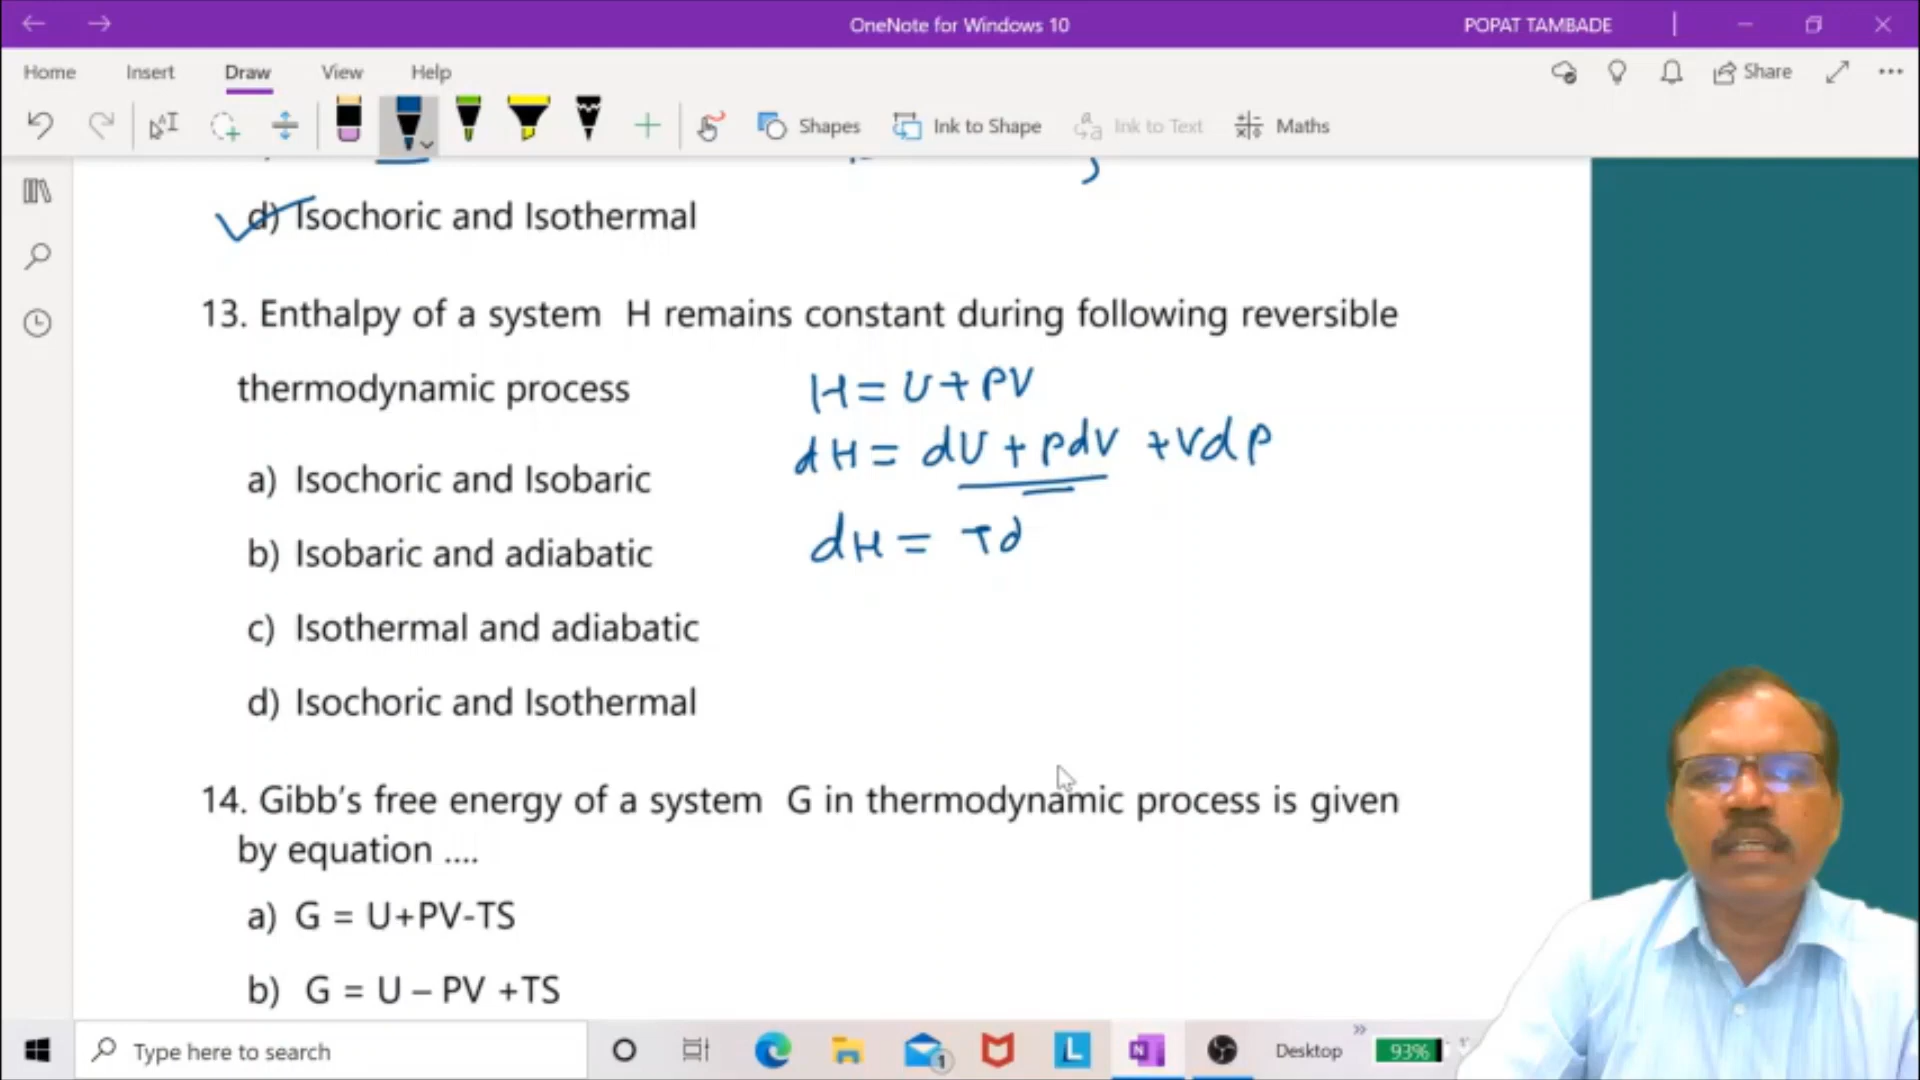 OneNote for Windows 10
POPAT TAMBADE
Home Insert Draw View Help
Share
Shapes Ink to Shape Ink to Text Maths
d) Isochoric and Isothermal
13. Enthalpy of a system H remains constant during following reversible
thermodynamic process
H = U + PV
dH = dU + PdV + VdP
a) Isochoric and Isobaric
dH = Td
b) Isobaric and adiabatic
c) Isothermal and adiabatic
d) Isochoric and Isothermal
14. Gibb's free energy of a system G in thermodynamic process is given
by equation ....
a) G = U+PV-TS
b) G = U – PV +TS
Type here to search
Desktop
93%